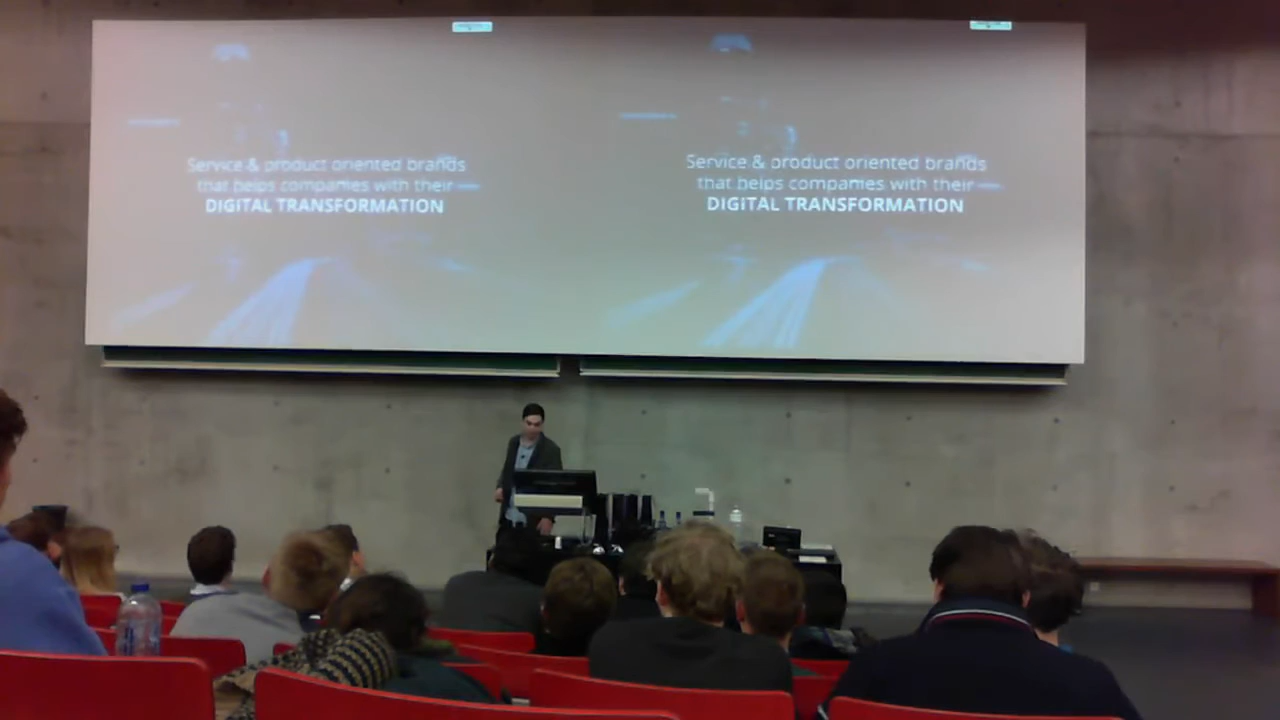 Service & product oriented brands
that helps companies with their
DIGITAL TRANSFORMATION
Service & product oriented brands
that helps companies with their
DIGITAL TRANSFORMATION